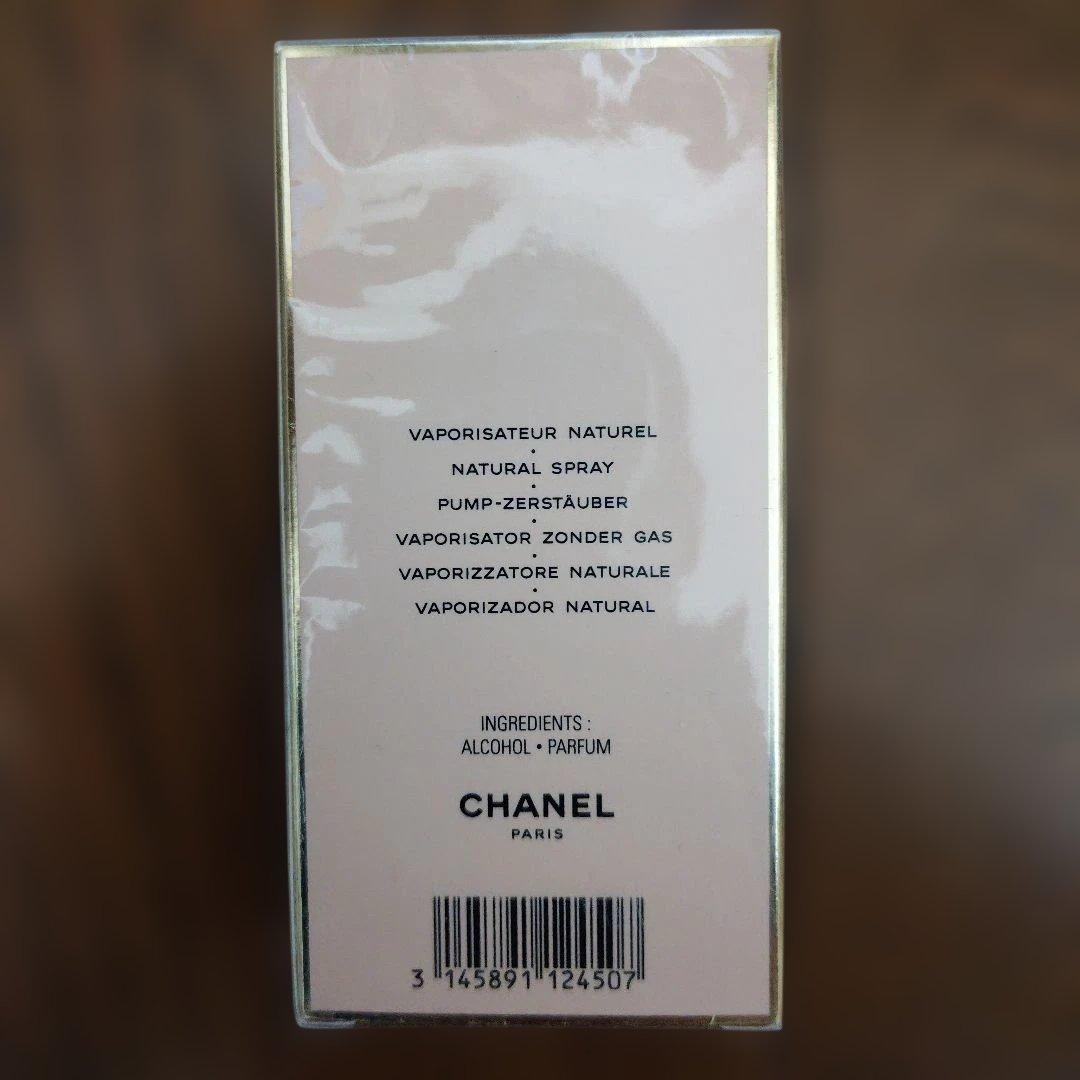 VAPORISATEUR NATUREL
•
NATURAL SPRAY
•
PUMP-ZERSTÄUBER
•
VAPORISATOR ZONDER GAS
•
VAPORIZZATORE NATURALE
•
VAPORIZADOR NATURAL
INGREDIENTS :
ALCOHOL • PARFUM
CHANEL
PARIS
3 145891 124507